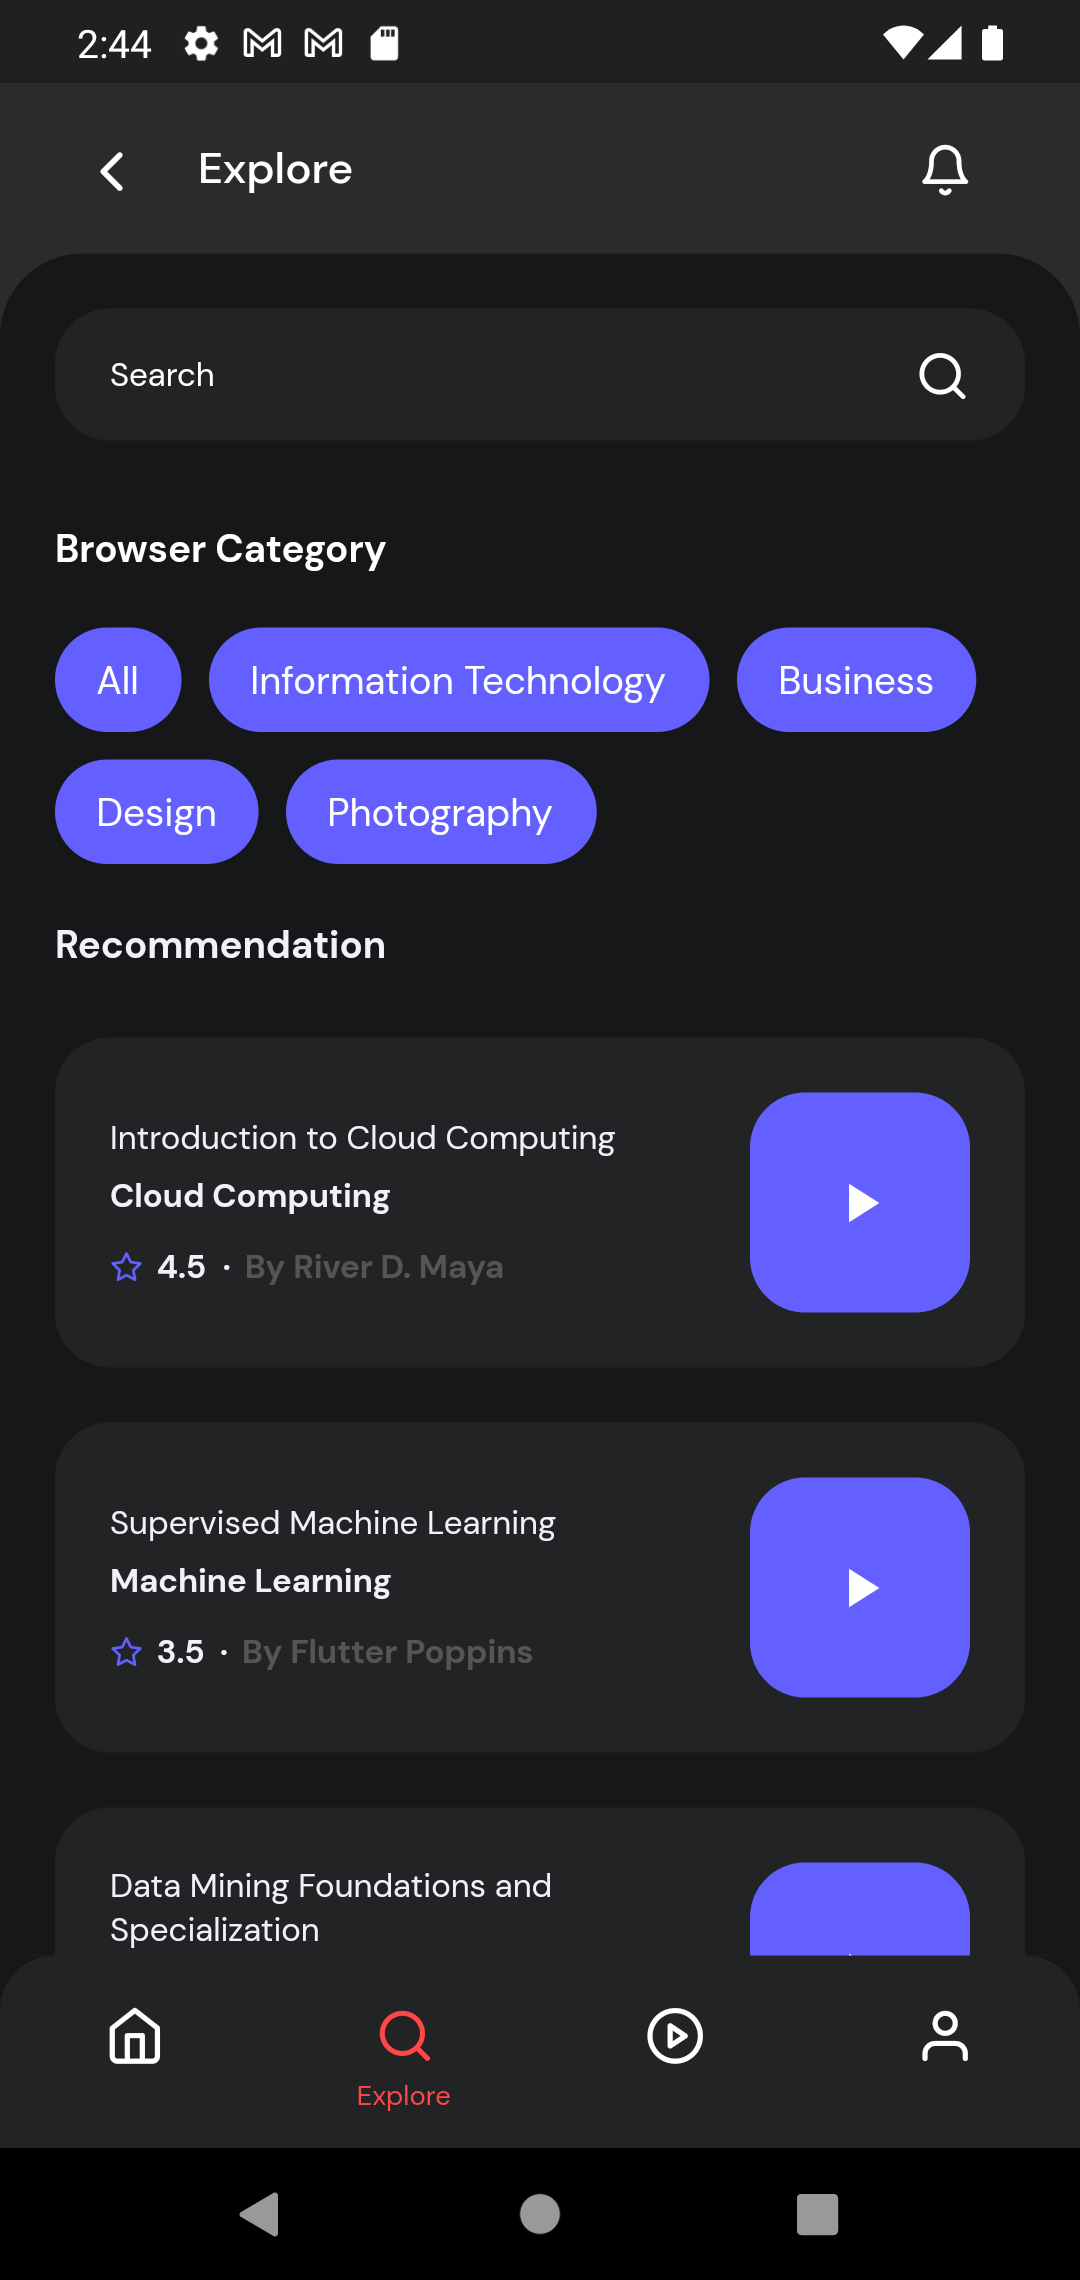 2:44
Explore
Search
Browser Category
All
Information Technology
Business
Design
Photography
Recommendation
Introduction to Cloud Computing
Cloud Computing
4.5 · By River D. Maya
Supervised Machine Learning
Machine Learning
3.5 · By Flutter Poppins
Data Mining Foundations and
Specialization
Explore